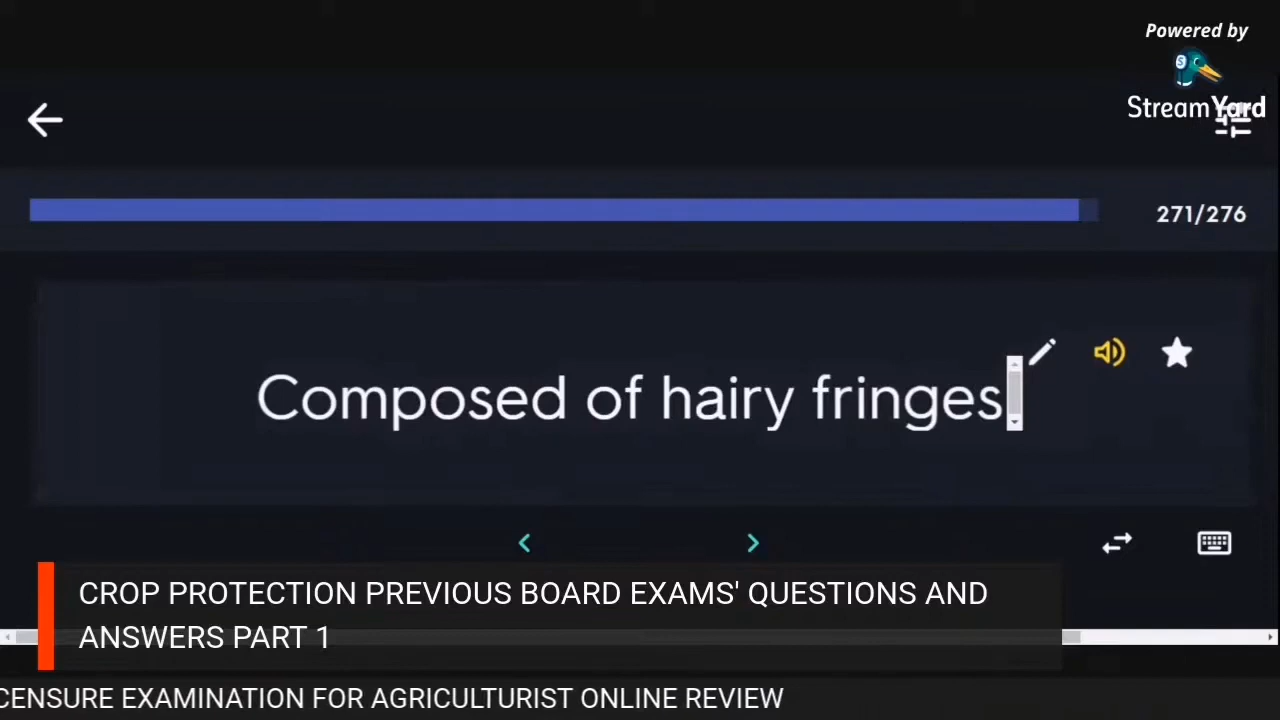 Powered by
StreamYard
271/276
Composed of hairy fringes
CROP PROTECTION PREVIOUS BOARD EXAMS' QUESTIONS AND
ANSWERS PART 1
CENSURE EXAMINATION FOR AGRICULTURIST ONLINE REVIEW